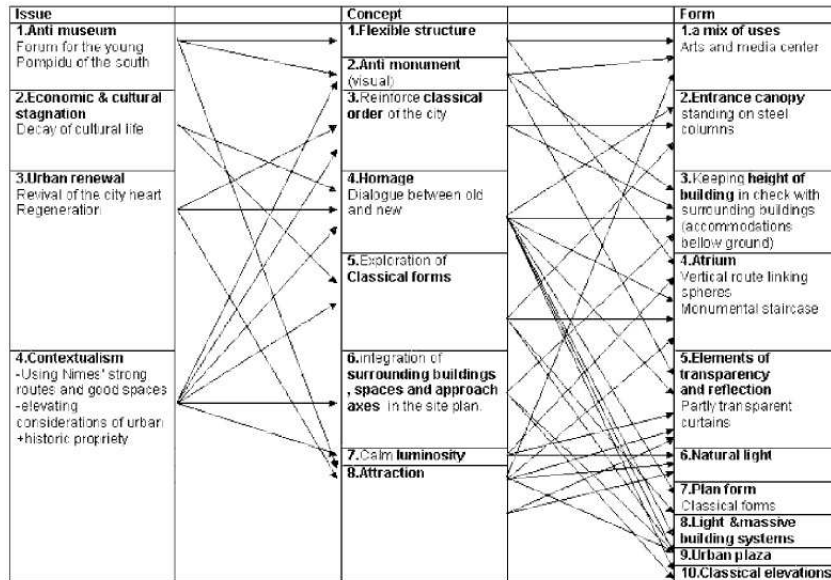 Issue
1.Anti museum
Forum for the young
Pompidu of the south
2.Economic & cultural
stagnation
Decay of cultural life
3.Urban renewal
Revival of the city heart
Regeneration
4.Contextualism
-Using Nimes' strong
routes and good spaces
-elevating
considerations of urban
+historic propriety
Concept
1.Flexible structure
2.Anti monument
(visual)
3.Reinforce classical
order of the city
4.Homage
Dialogue between old
and new
5.Exploration of
Classical forms
6.integration of
surrounding buildings
, spaces and approach
axes in the site plan.
7.Calm luminosity
8.Attraction
Form
1.a mix of uses
Arts and media center
2.Entrance canopy
standing on steel
columns
3.Keeping height of
building in check with
surrounding buildings
(accommodations
bellow ground)
4.Atrium
Vertical route linking
spheres
Monumental staircase
5.Elements of
transparency
and reflection
Partly transparent
curtains
6.Natural light
7.Plan form
Classical forms
8.Light &massive
building systems
9.Urban plaza
10.Classical elevations